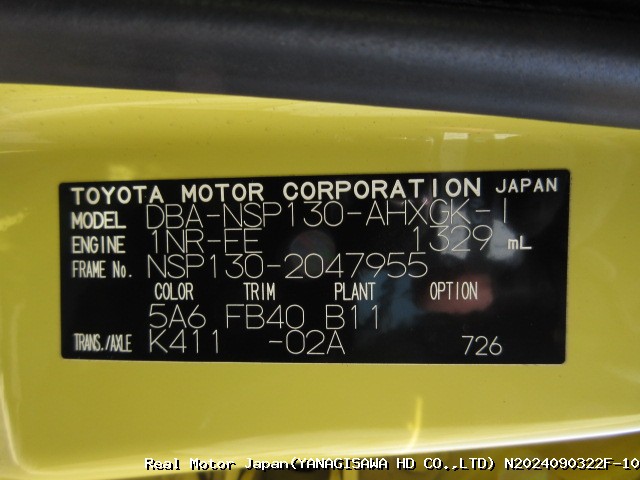 TOYOTA MOTOR CORPORATION JAPAN
MODEL DBA-NSP130-AHXGK-I
ENGINE 1NR-FE 1329 mL
FRAME No. NSP130-2047955
COLOR TRIM PLANT OPTION
5A6 FB40 B11
TRANS./AXLE K411 -02A 726
Real Motor Japan(YANAGISAWA HD CO.,LTD) N2024090322F-10